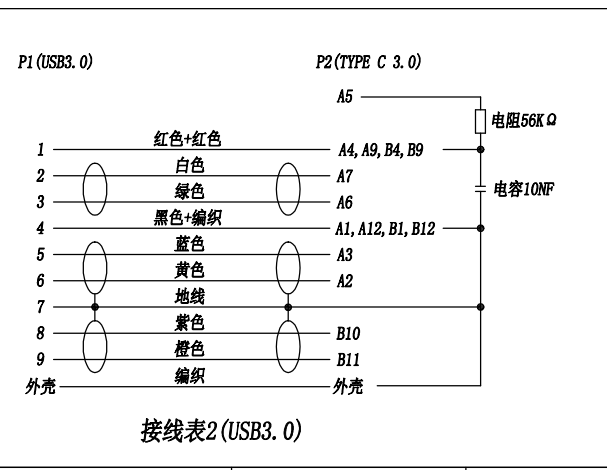 P1(USB3.0) P2(TYPE C 3.0)
A5
电阻56KΩ
1 红色+红色 A4, A9, B4, B9
2 白色 A7
电容10NF
3 绿色 A6
4 黑色+编织 A1, A12, B1, B12
5 蓝色 A3
6 黄色 A2
7 地线
8 紫色 B10
9 橙色 B11
外壳 编织 外壳
接线表2(USB3.0)